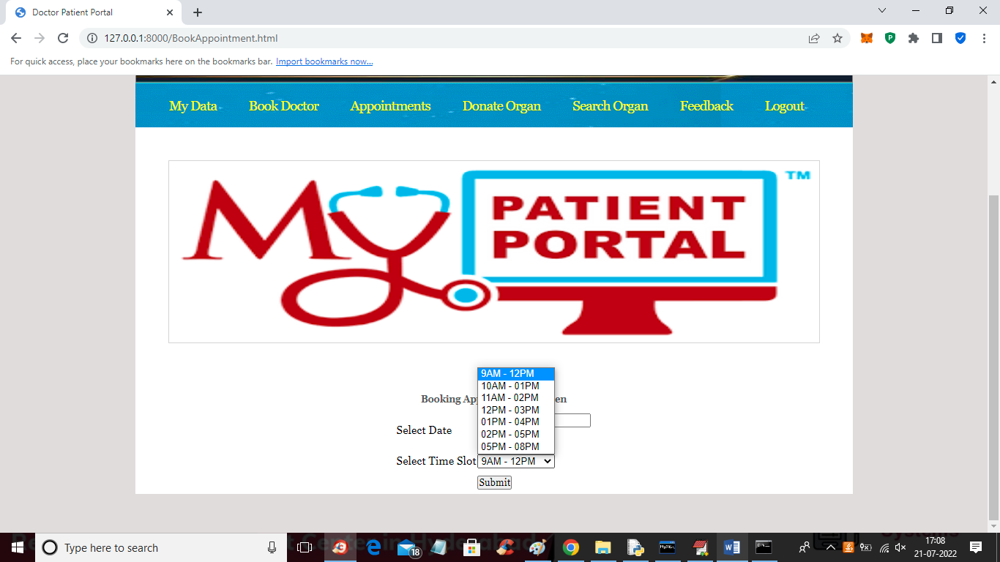 Doctor Patient Portal
127.0.0.1:8000/BookAppointment.html
For quick access, place your bookmarks here on the bookmarks bar. Import bookmarks now...
My Data Book Doctor Appointments Donate Organ Search Organ Feedback Logout
My PATIENT PORTAL TM
9AM - 12PM
10AM - 01PM
11AM - 02PM
Booking Ap en
12PM - 03PM
01PM - 04PM
Select Date
02PM - 05PM
05PM - 08PM
Select Time Slot 9AM - 12PM
Submit
Type here to search
18
17:08
21-07-2022